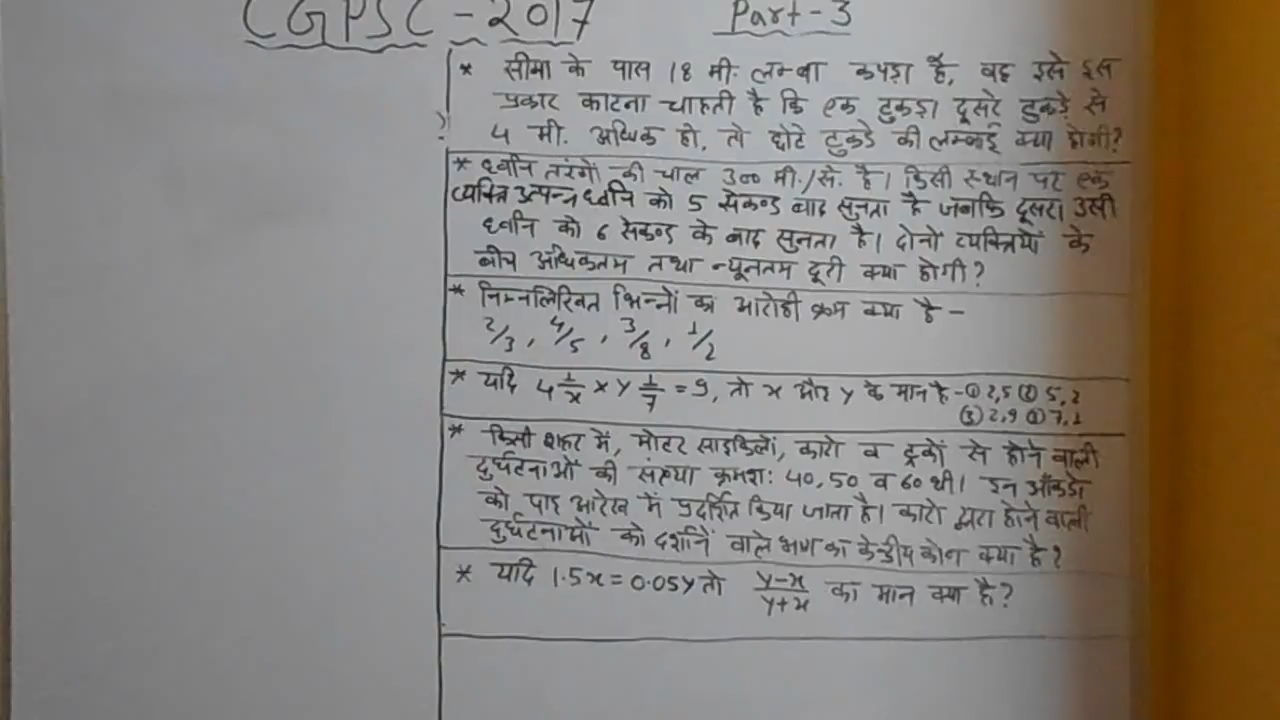 CGPSC-2017
Part-3
* सीमा के पास 18 मी. लम्बा कपड़ा है, वह इसे इस
प्रकार काटना चाहती है कि एक टुकड़ा दूसरे टुकड़े से
4 मी. अधिक हो, तो छोटे टुकडे की लम्बाई क्या होगी?
* ध्वनि तरंगों की चाल 300 मी./से. है। किसी स्थान पर एक
व्यक्ति उत्पन्न ध्वनि को 5 सेकण्ड बाद सुनता है जबकि दूसरा उसी
ध्वनि को 6 सेकण्ड के बाद सुनता है। दोनो व्यक्तियों के
बीच अधिकतम तथा न्यूनतम दूरी क्या होगी?
* निम्नलिखित भिन्नों का आरोही क्रम क्या है -
2/3, 4/5, 3/8, 1/2
* यदि 4 1/x × y 1/7 = 9, तो x और y के मान है - ① 2,5 ② 5,2
③ 2,9 ④ 7,2
* किसी शहर में, मोटर साइकिलों, कारो व ट्रकों से होने वाली
दुर्घटनाओं की संख्या क्रमश: 40, 50 व 60 थी। इन आँकडो
को पाइ आरेख में प्रदर्शित किया जाता है। कारो द्वारा होने वाली
दुर्घटनाओं को दर्शाने वाले भाग का केन्द्रीय कोन क्या है?
* यदि 1.5x = 0.05y तो y-x/y+x का मान क्या है?